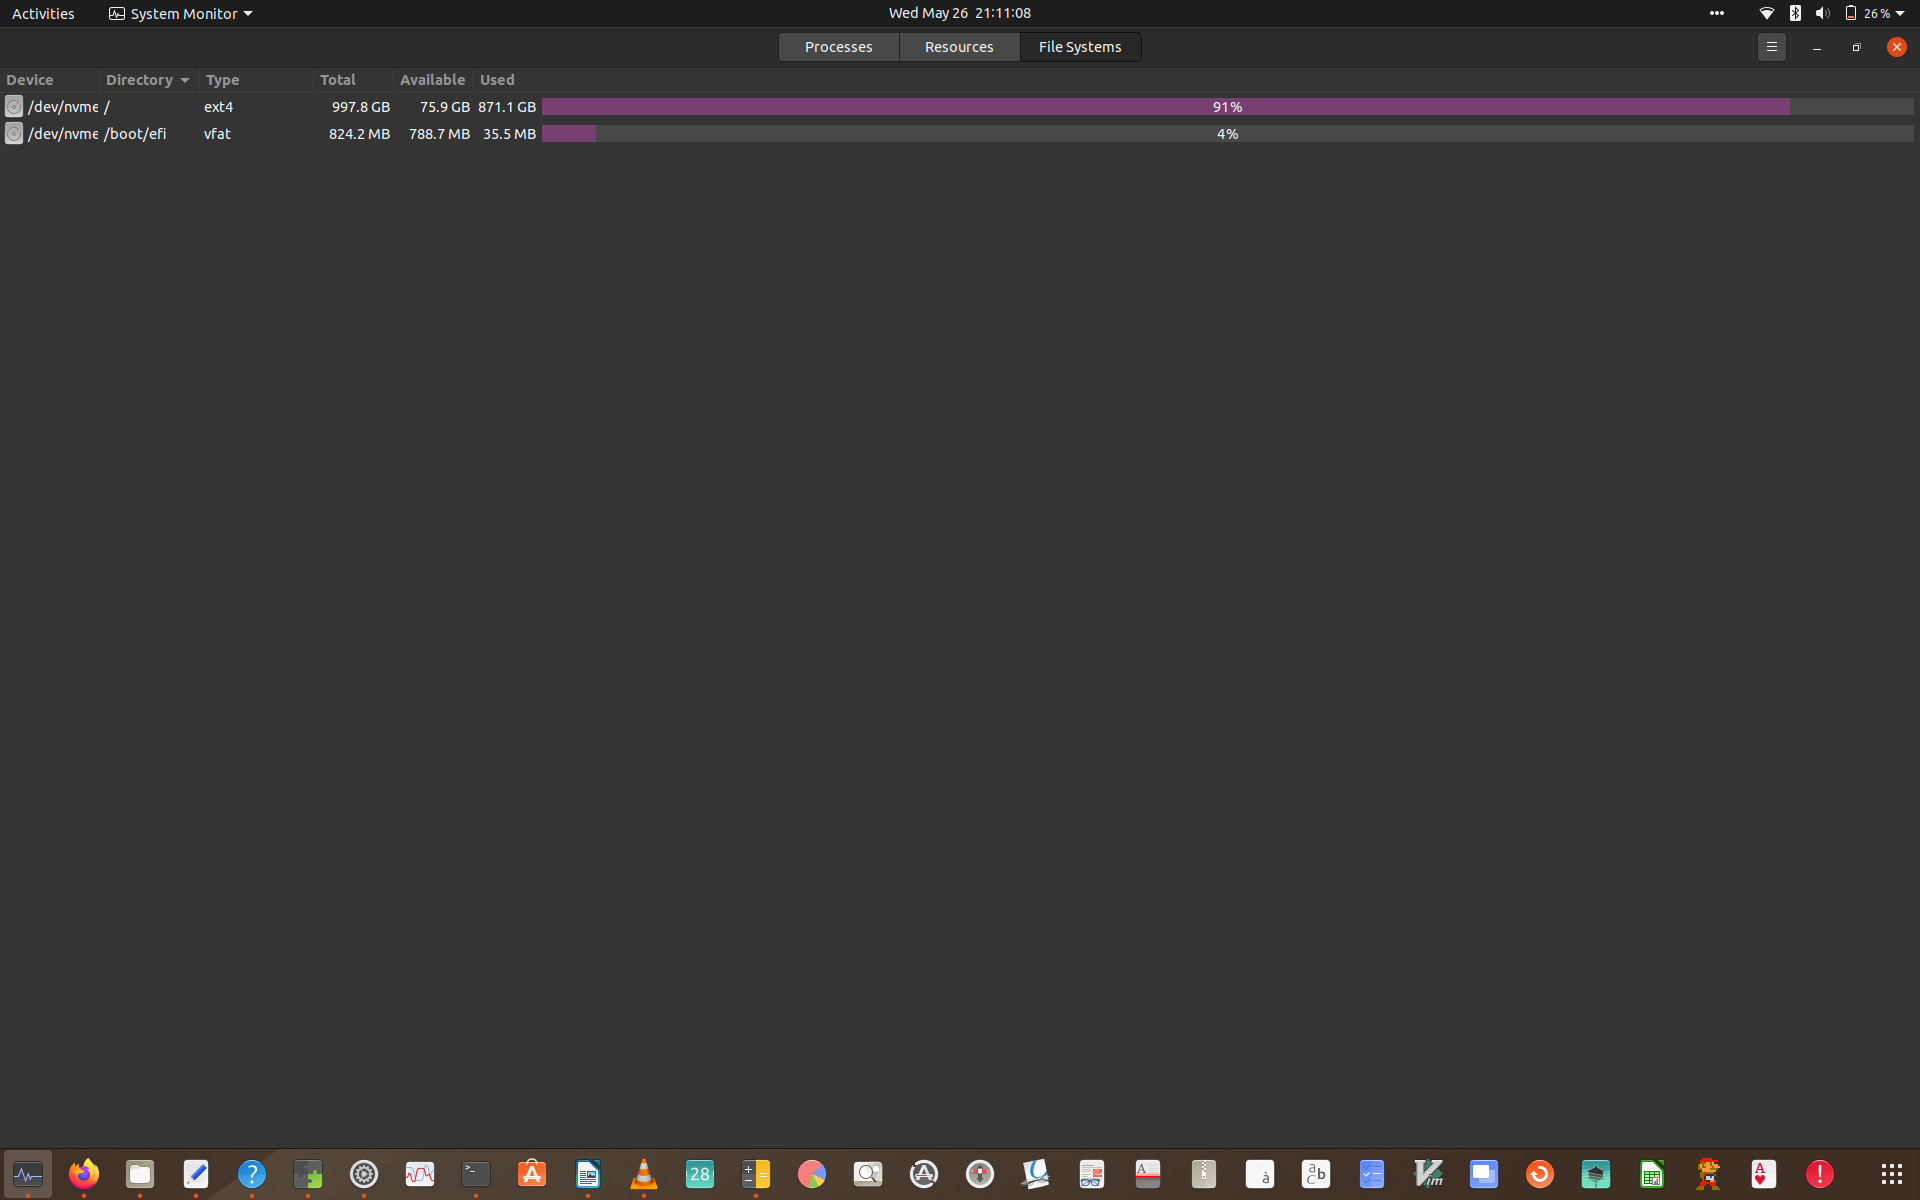 Activities System Monitor Wed May 26 21:11:08 26%
Processes Resources File Systems
Device Directory Type Total Available Used
/dev/nvme / ext4 997.8 GB 75.9 GB 871.1 GB 91%
/dev/nvme /boot/efi vfat 824.2 MB 788.7 MB 35.5 MB 4%
>_ 28 A à a b c Vim A